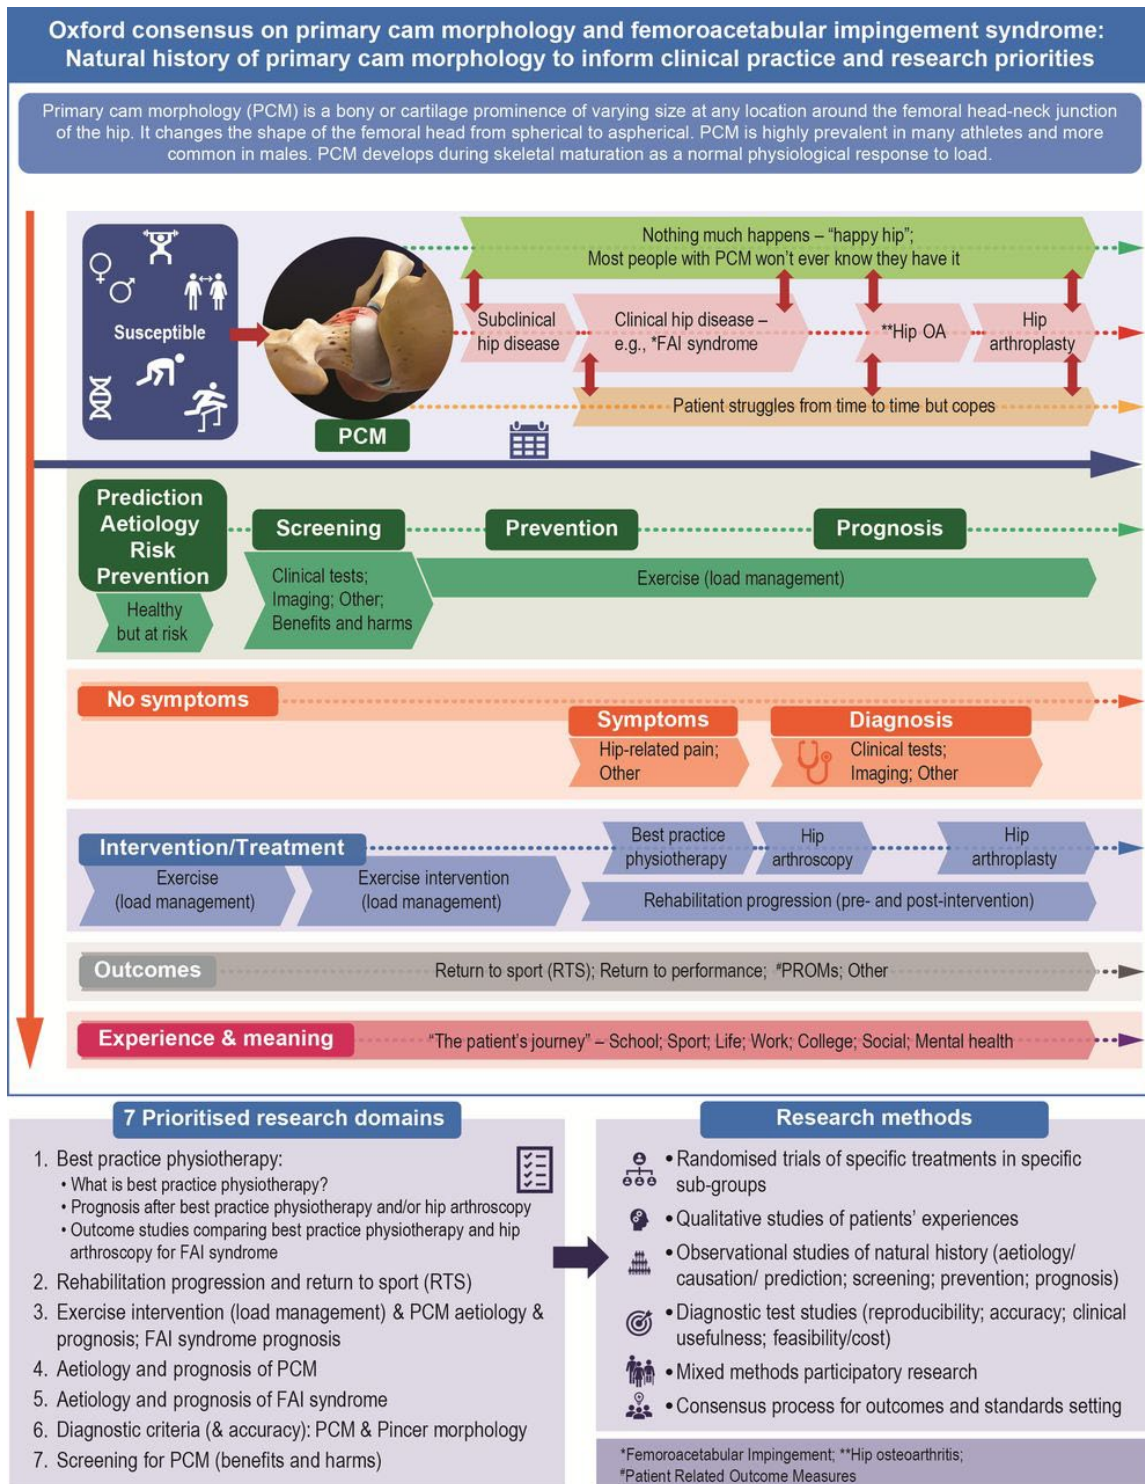 Oxford consensus on primary cam morphology and femoroacetabular impingement syndrome:
Natural history of primary cam morphology to inform clinical practice and research priorities
Primary cam morphology (PCM) is a bony or cartilage prominence of varying size at any location around the femoral head-neck junction
of the hip. It changes the shape of the femoral head from spherical to aspherical. PCM is highly prevalent in many athletes and more
common in males. PCM develops during skeletal maturation as a normal physiological response to load.
Susceptible
PCM
Nothing much happens – “happy hip”;
Most people with PCM won’t ever know they have it
Subclinical
hip disease
Clinical hip disease –
e.g., *FAI syndrome
**Hip OA
Hip
arthroplasty
Patient struggles from time to time but copes
Prediction
Aetiology
Risk
Prevention
Healthy
but at risk
Screening
Clinical tests;
Imaging; Other;
Benefits and harms
Prevention
Prognosis
Exercise (load management)
No symptoms
Symptoms
Hip-related pain;
Other
Diagnosis
Clinical tests;
Imaging; Other
Intervention/Treatment
Exercise
(load management)
Exercise intervention
(load management)
Best practice
physiotherapy
Hip
arthroscopy
Hip
arthroplasty
Rehabilitation progression (pre- and post-intervention)
Outcomes
Return to sport (RTS); Return to performance; #PROMs; Other
Experience & meaning
“The patient’s journey” – School; Sport; Life; Work; College; Social; Mental health
7 Prioritised research domains
1. Best practice physiotherapy:
• What is best practice physiotherapy?
• Prognosis after best practice physiotherapy and/or hip arthroscopy
• Outcome studies comparing best practice physiotherapy and hip
arthroscopy for FAI syndrome
2. Rehabilitation progression and return to sport (RTS)
3. Exercise intervention (load management) & PCM aetiology &
prognosis; FAI syndrome prognosis
4. Aetiology and prognosis of PCM
5. Aetiology and prognosis of FAI syndrome
6. Diagnostic criteria (& accuracy): PCM & Pincer morphology
7. Screening for PCM (benefits and harms)
Research methods
• Randomised trials of specific treatments in specific
sub-groups
• Qualitative studies of patients’ experiences
• Observational studies of natural history (aetiology/
causation/ prediction; screening; prevention; prognosis)
• Diagnostic test studies (reproducibility; accuracy; clinical
usefulness; feasibility/cost)
• Mixed methods participatory research
• Consensus process for outcomes and standards setting
*Femoroacetabular Impingement; **Hip osteoarthritis;
#Patient Related Outcome Measures